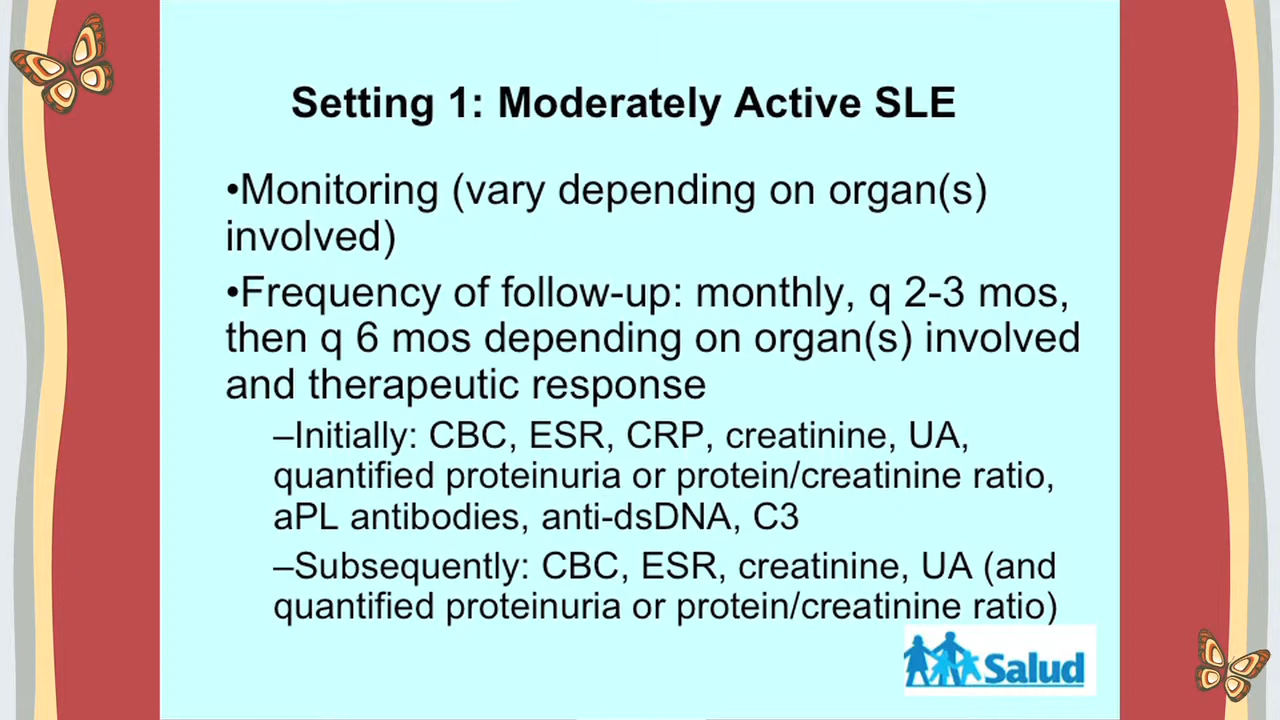 Setting 1: Moderately Active SLE
•Monitoring (vary depending on organ(s)
involved)
•Frequency of follow-up: monthly, q 2-3 mos,
then q 6 mos depending on organ(s) involved
and therapeutic response
–Initially: CBC, ESR, CRP, creatinine, UA,
quantified proteinuria or protein/creatinine ratio,
aPL antibodies, anti-dsDNA, C3
–Subsequently: CBC, ESR, creatinine, UA (and
quantified proteinuria or protein/creatinine ratio)
Salud